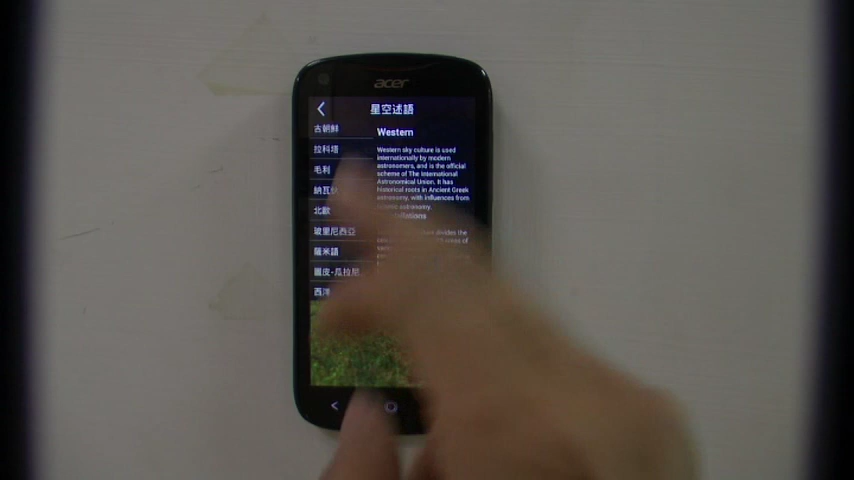 acer
星空述語
古朝鮮
拉科塔
毛利
納瓦
北歐
玻里尼西亞
薩米語
圖皮-瓜拉尼
西洋
Western
Western sky culture is used
internationally by modern
astronomers, and is the official
scheme of The International
Astronomical Union. It has
historical roots in Ancient Greek
astronomy, with influences from
astronomy.
divides the